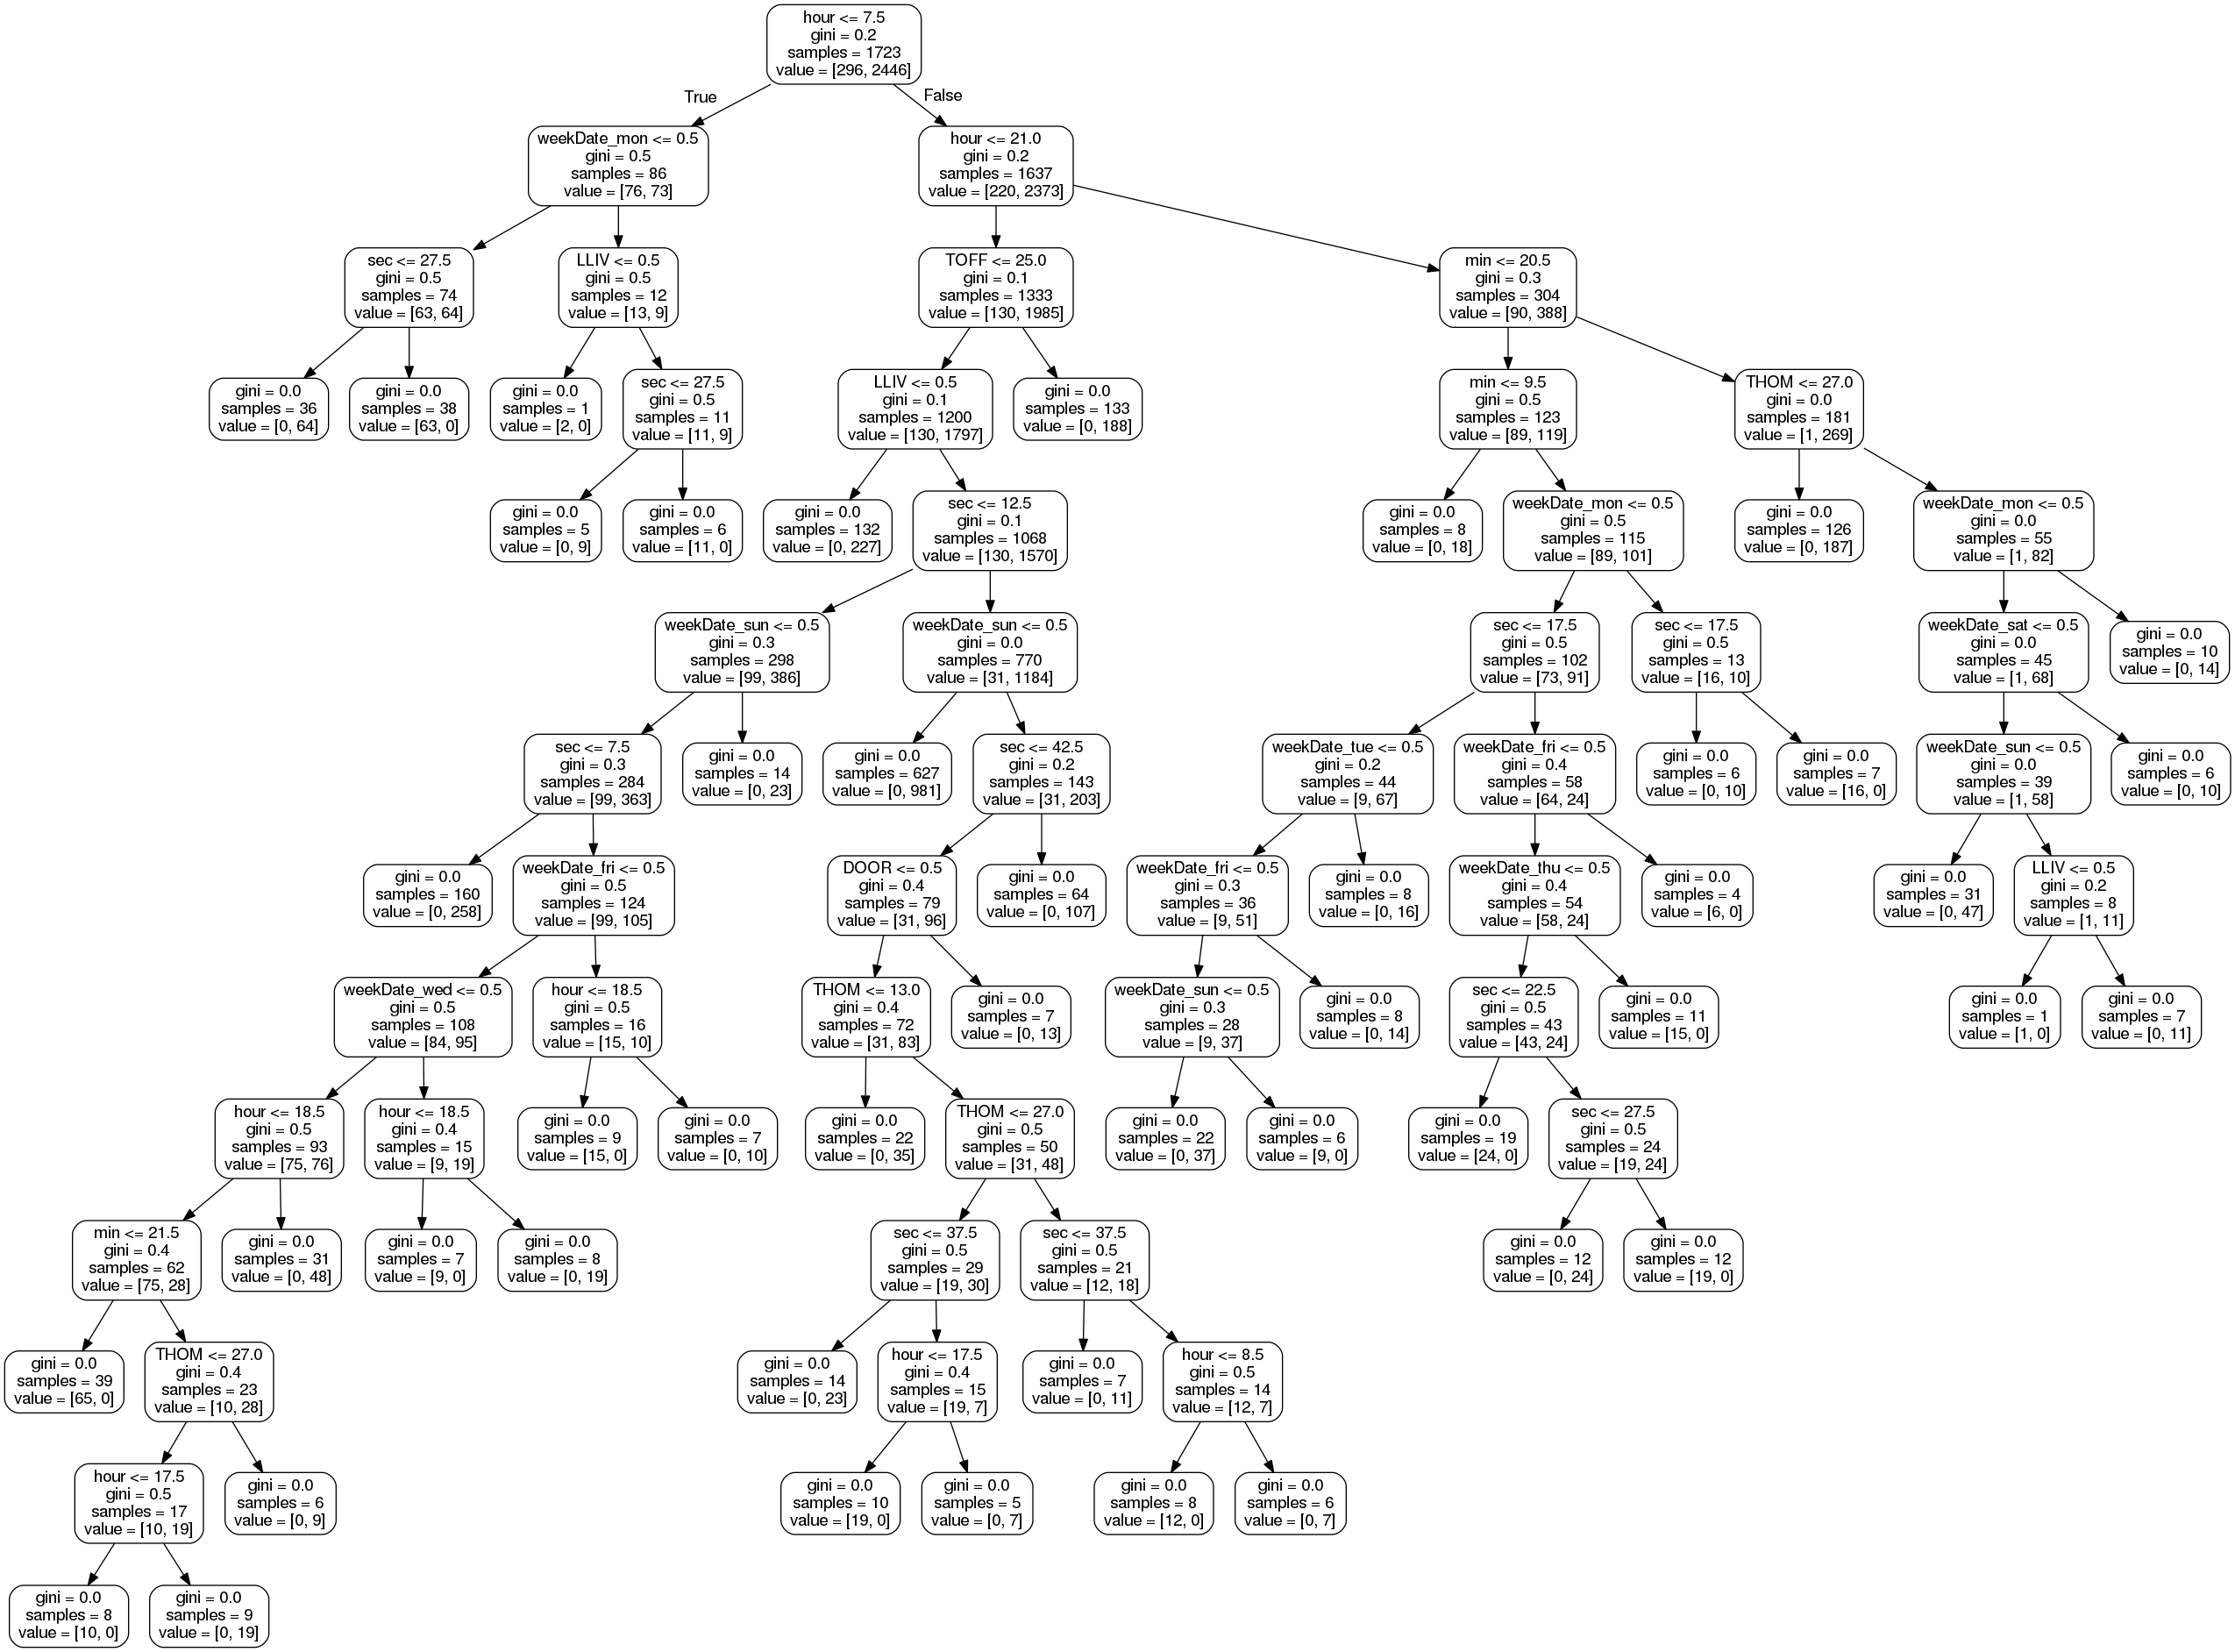 hour <= 7.5
gini = 0.2
samples = 1723
value = [296, 2446]
True
False
weekDate_mon <= 0.5
gini = 0.5
samples = 86
value = [76, 73]
hour <= 21.0
gini = 0.2
samples = 1637
value = [220, 2373]
sec <= 27.5
gini = 0.5
samples = 74
value = [63, 64]
LLIV <= 0.5
gini = 0.5
samples = 12
value = [13, 9]
TOFF <= 25.0
gini = 0.1
samples = 1333
value = [130, 1985]
min <= 20.5
gini = 0.3
samples = 304
value = [90, 388]
gini = 0.0
samples = 36
value = [0, 64]
gini = 0.0
samples = 38
value = [63, 0]
gini = 0.0
samples = 1
value = [2, 0]
sec <= 27.5
gini = 0.5
samples = 11
value = [11, 9]
LLIV <= 0.5
gini = 0.1
samples = 1200
value = [130, 1797]
gini = 0.0
samples = 133
value = [0, 188]
min <= 9.5
gini = 0.5
samples = 123
value = [89, 119]
THOM <= 27.0
gini = 0.0
samples = 181
value = [1, 269]
gini = 0.0
samples = 5
value = [0, 9]
gini = 0.0
samples = 6
value = [11, 0]
gini = 0.0
samples = 132
value = [0, 227]
sec <= 12.5
gini = 0.1
samples = 1068
value = [130, 1570]
gini = 0.0
samples = 8
value = [0, 18]
weekDate_mon <= 0.5
gini = 0.5
samples = 115
value = [89, 101]
gini = 0.0
samples = 126
value = [0, 187]
weekDate_mon <= 0.5
gini = 0.0
samples = 55
value = [1, 82]
weekDate_sun <= 0.5
gini = 0.3
samples = 298
value = [99, 386]
weekDate_sun <= 0.5
gini = 0.0
samples = 770
value = [31, 1184]
sec <= 17.5
gini = 0.5
samples = 102
value = [73, 91]
sec <= 17.5
gini = 0.5
samples = 13
value = [16, 10]
weekDate_sat <= 0.5
gini = 0.0
samples = 45
value = [1, 68]
gini = 0.0
samples = 10
value = [0, 14]
sec <= 7.5
gini = 0.3
samples = 284
value = [99, 363]
gini = 0.0
samples = 14
value = [0, 23]
gini = 0.0
samples = 627
value = [0, 981]
sec <= 42.5
gini = 0.2
samples = 143
value = [31, 203]
weekDate_tue <= 0.5
gini = 0.2
samples = 44
value = [9, 67]
weekDate_fri <= 0.5
gini = 0.4
samples = 58
value = [64, 24]
gini = 0.0
samples = 6
value = [0, 10]
gini = 0.0
samples = 7
value = [16, 0]
weekDate_sun <= 0.5
gini = 0.0
samples = 39
value = [1, 58]
gini = 0.0
samples = 6
value = [0, 10]
gini = 0.0
samples = 160
value = [0, 258]
weekDate_fri <= 0.5
gini = 0.5
samples = 124
value = [99, 105]
DOOR <= 0.5
gini = 0.4
samples = 79
value = [31, 96]
gini = 0.0
samples = 64
value = [0, 107]
weekDate_fri <= 0.5
gini = 0.3
samples = 36
value = [9, 51]
gini = 0.0
samples = 8
value = [0, 16]
weekDate_thu <= 0.5
gini = 0.4
samples = 54
value = [58, 24]
gini = 0.0
samples = 4
value = [6, 0]
gini = 0.0
samples = 31
value = [0, 47]
LLIV <= 0.5
gini = 0.2
samples = 8
value = [1, 11]
weekDate_wed <= 0.5
gini = 0.5
samples = 108
value = [84, 95]
hour <= 18.5
gini = 0.5
samples = 16
value = [15, 10]
THOM <= 13.0
gini = 0.4
samples = 72
value = [31, 83]
gini = 0.0
samples = 7
value = [0, 13]
weekDate_sun <= 0.5
gini = 0.3
samples = 28
value = [9, 37]
gini = 0.0
samples = 8
value = [0, 14]
sec <= 22.5
gini = 0.5
samples = 43
value = [43, 24]
gini = 0.0
samples = 11
value = [15, 0]
gini = 0.0
samples = 1
value = [1, 0]
gini = 0.0
samples = 7
value = [0, 11]
hour <= 18.5
gini = 0.5
samples = 93
value = [75, 76]
hour <= 18.5
gini = 0.4
samples = 15
value = [9, 19]
gini = 0.0
samples = 9
value = [15, 0]
gini = 0.0
samples = 7
value = [0, 10]
gini = 0.0
samples = 22
value = [0, 35]
THOM <= 27.0
gini = 0.5
samples = 50
value = [31, 48]
gini = 0.0
samples = 22
value = [0, 37]
gini = 0.0
samples = 6
value = [9, 0]
gini = 0.0
samples = 19
value = [24, 0]
sec <= 27.5
gini = 0.5
samples = 24
value = [19, 24]
min <= 21.5
gini = 0.4
samples = 62
value = [75, 28]
gini = 0.0
samples = 31
value = [0, 48]
gini = 0.0
samples = 7
value = [9, 0]
gini = 0.0
samples = 8
value = [0, 19]
sec <= 37.5
gini = 0.5
samples = 29
value = [19, 30]
sec <= 37.5
gini = 0.5
samples = 21
value = [12, 18]
gini = 0.0
samples = 12
value = [0, 24]
gini = 0.0
samples = 12
value = [19, 0]
gini = 0.0
samples = 39
value = [65, 0]
THOM <= 27.0
gini = 0.4
samples = 23
value = [10, 28]
gini = 0.0
samples = 14
value = [0, 23]
hour <= 17.5
gini = 0.4
samples = 15
value = [19, 7]
gini = 0.0
samples = 7
value = [0, 11]
hour <= 8.5
gini = 0.5
samples = 14
value = [12, 7]
hour <= 17.5
gini = 0.5
samples = 17
value = [10, 19]
gini = 0.0
samples = 6
value = [0, 9]
gini = 0.0
samples = 10
value = [19, 0]
gini = 0.0
samples = 5
value = [0, 7]
gini = 0.0
samples = 8
value = [12, 0]
gini = 0.0
samples = 6
value = [0, 7]
gini = 0.0
samples = 8
value = [10, 0]
gini = 0.0
samples = 9
value = [0, 19]